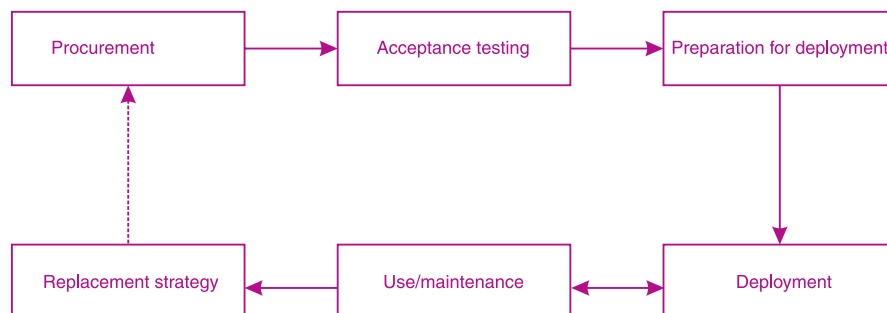 Procurement
Acceptance testing
Preparation for deployment
Replacement strategy
Use/maintenance
Deployment